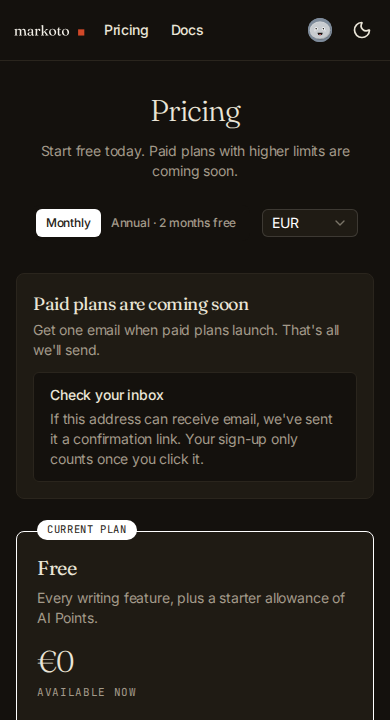 markoto
Pricing
Docs
Pricing
Start free today. Paid plans with higher limits are
coming soon.
Monthly
Annual · 2 months free
EUR
Paid plans are coming soon
Get one email when paid plans launch. That's all
we'll send.
Check your inbox
If this address can receive email, we've sent
it a confirmation link. Your sign-up only
counts once you click it.
CURRENT PLAN
Free
Every writing feature, plus a starter allowance of
AI Points.
€0
AVAILABLE NOW